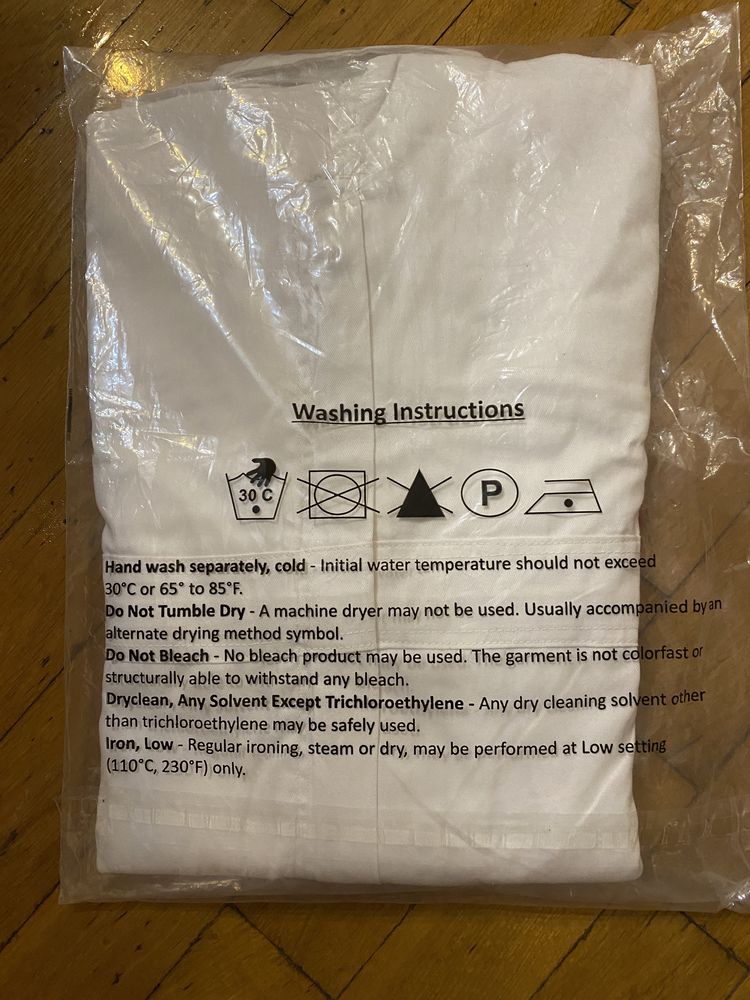 Washing Instructions
30 C
P
Hand wash separately, cold - Initial water temperature should not exceed
30°C or 65° to 85°F.
Do Not Tumble Dry - A machine dryer may not be used. Usually accompanied by an
alternate drying method symbol.
Do Not Bleach - No bleach product may be used. The garment is not colorfast or
structurally able to withstand any bleach.
Dryclean, Any Solvent Except Trichloroethylene - Any dry cleaning solvent other
than trichloroethylene may be safely used.
Iron, Low - Regular ironing, steam or dry, may be performed at Low setting
(110°C, 230°F) only.